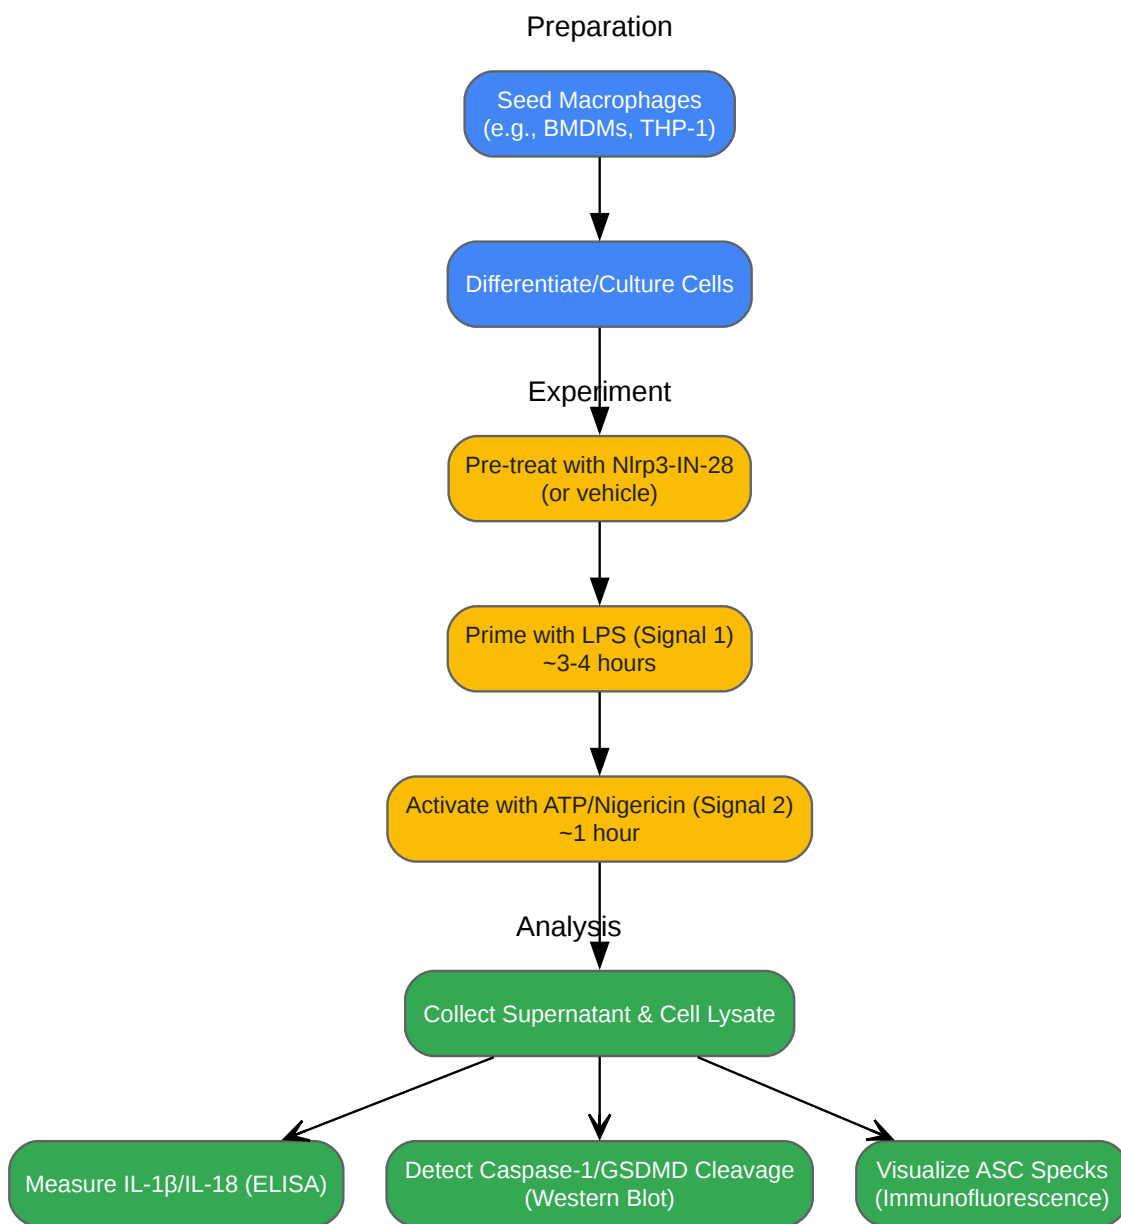 Preparation
Seed Macrophages
(e.g., BMDMs, THP-1)
Differentiate/Culture Cells
Experiment
Pre-treat with Nlrp3-IN-28
(or vehicle)
Prime with LPS (Signal 1)
~3-4 hours
Activate with ATP/Nigericin (Signal 2)
~1 hour
Analysis
Collect Supernatant & Cell Lysate
Measure IL-1β/IL-18 (ELISA)
Detect Caspase-1/GSDMD Cleavage
(Western Blot)
Visualize ASC Specks
(Immunofluorescence)